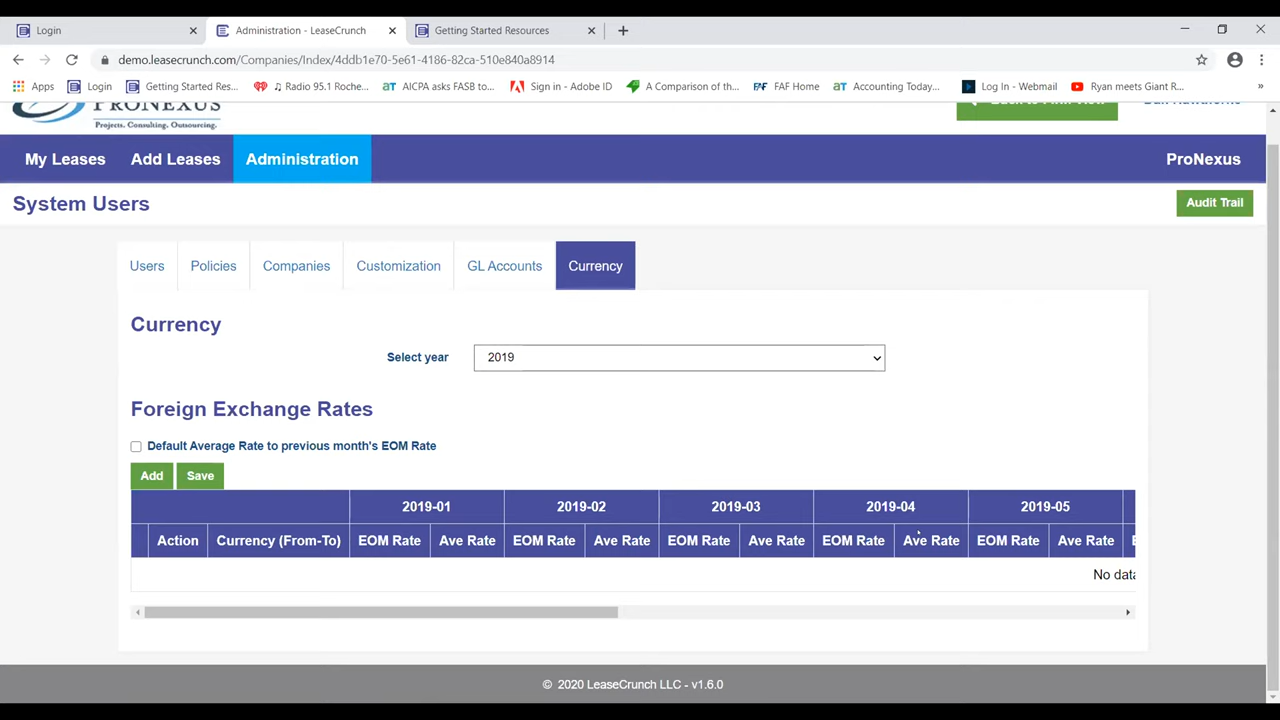 Login
Administration - LeaseCrunch
Getting Started Resources
demo.leasecrunch.com/Companies/Index/4ddb1e70-5e61-4186-82ca-510e840a8914
Apps
Login
Getting Started Res...
♫ Radio 95.1 Roche...
AICPA asks FASB to...
Sign in - Adobe ID
A Comparison of th...
FAF Home
Accounting Today...
Log In - Webmail
Ryan meets Giant R...
»
PRONEXUS
Projects. Consulting. Outsourcing.
My Leases
Add Leases
Administration
ProNexus
System Users
Audit Trail
Users
Policies
Companies
Customization
GL Accounts
Currency
Currency
Select year
2019
Foreign Exchange Rates
Default Average Rate to previous month's EOM Rate
Add
Save
2019-01 2019-02 2019-03 2019-04 2019-05
Action Currency (From-To) EOM Rate Ave Rate EOM Rate Ave Rate EOM Rate Ave Rate EOM Rate Ave Rate EOM Rate Ave Rate
No data
© 2020 LeaseCrunch LLC - v1.6.0